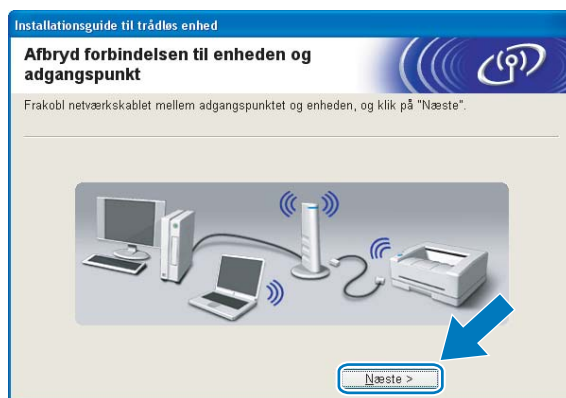 Installationsguide til trådløs enhed
Afbryd forbindelsen til enheden og
adgangspunkt
Frakobl netværkskablet mellem adgangspunktet og enheden, og klik på "Næste".
Næste >